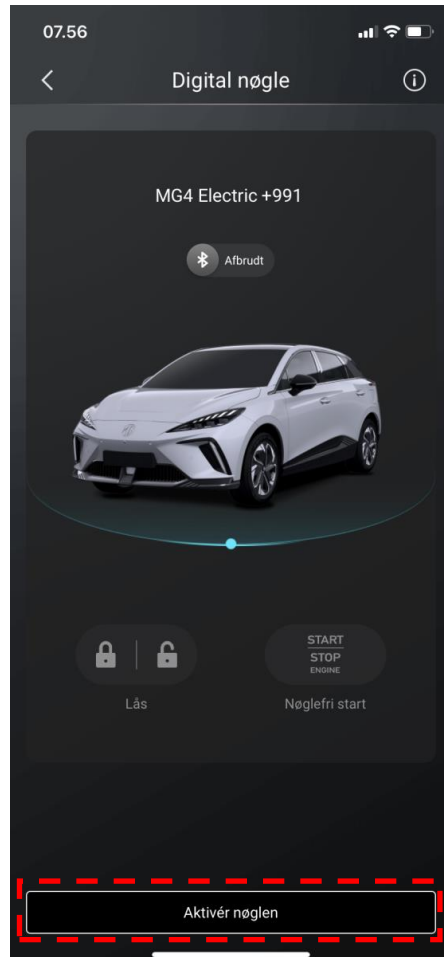 07.56
Digital nøgle
MG4 Electric +991
Afbrudt
START
STOP
ENGINE
Lås
Nøglefri start
Aktivér nøglen